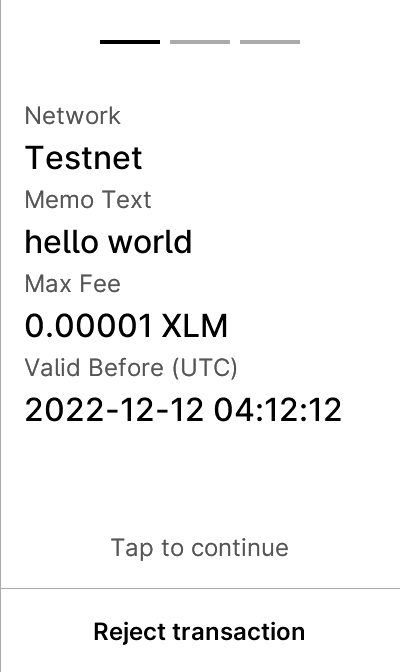 Network
Testnet
Memo Text
hello world
Max Fee
0.00001 XLM
Valid Before (UTC)
2022-12-12 04:12:12
Tap to continue
Reject transaction